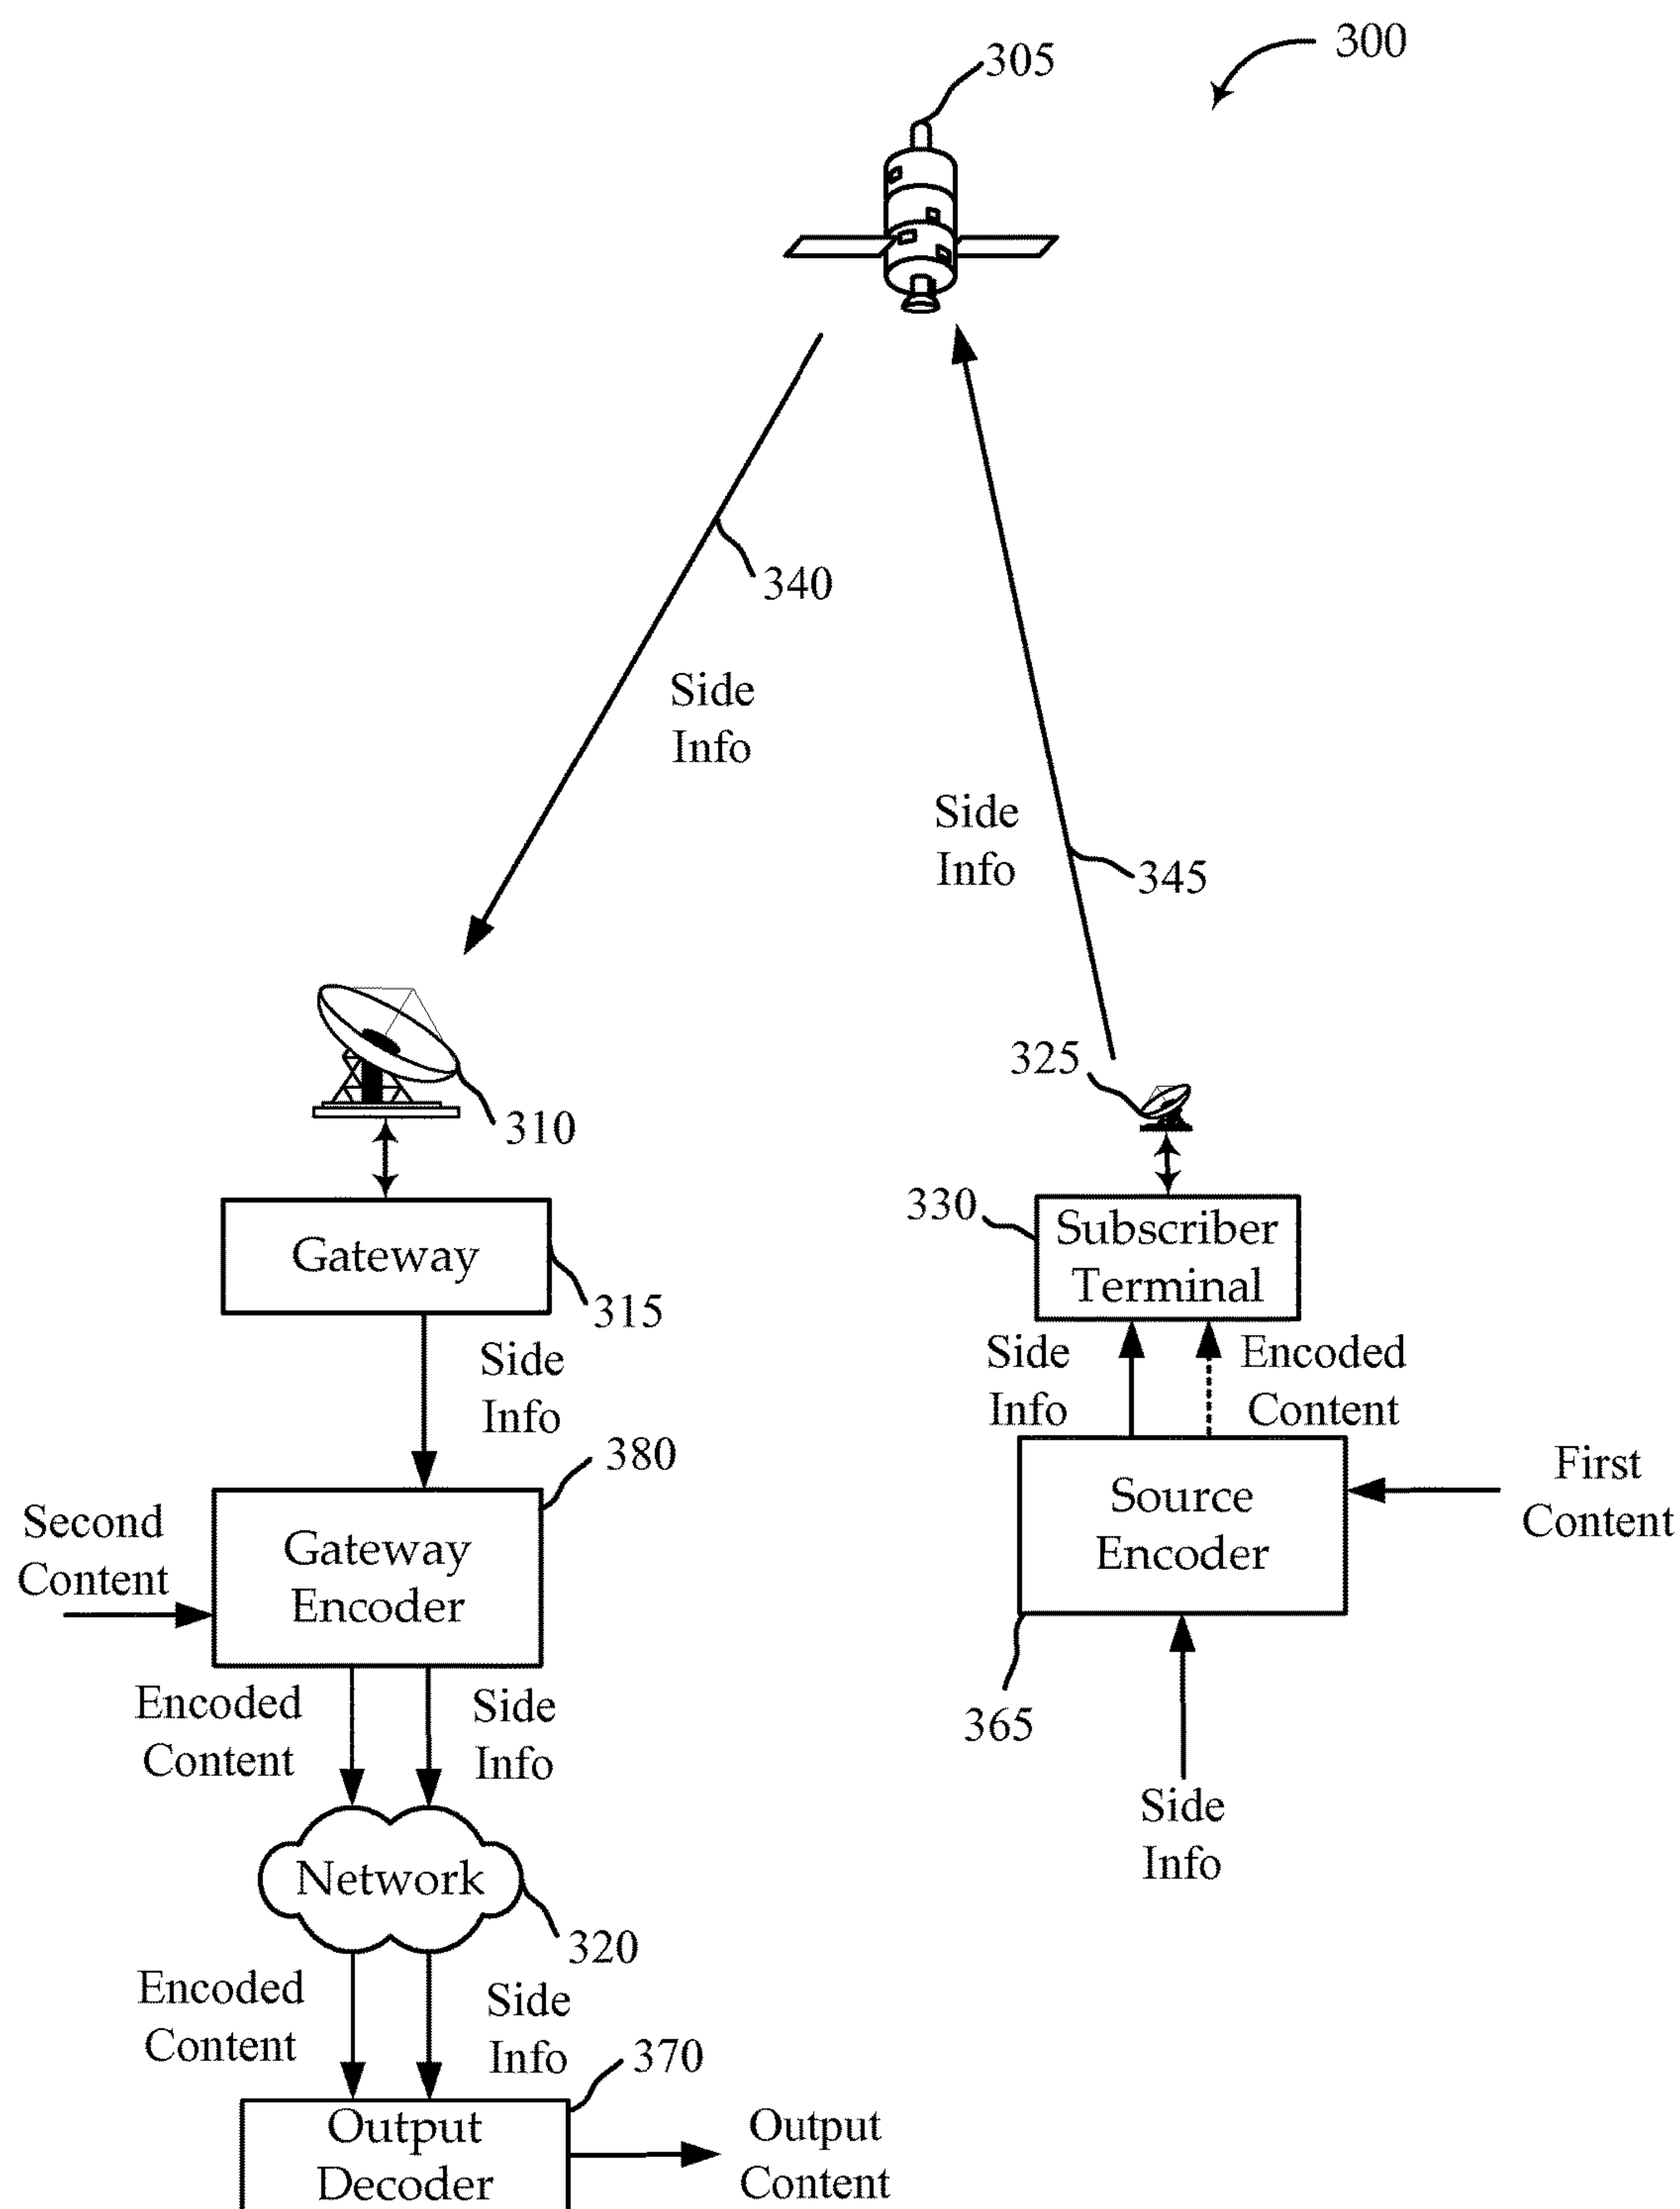 300
305
340
Side
Info
Side
Info
345
325
310
330
Subscriber
Terminal
Gateway
315
Side
Info
Side
Info
Encoded
Content
380
First
Content
Second
Content
Gateway
Encoder
Source
Encoder
Encoded
Content
Side
Info
365
Side
Info
Network
320
Encoded
Content
Side
Info
370
Output
Decoder
Output
Content